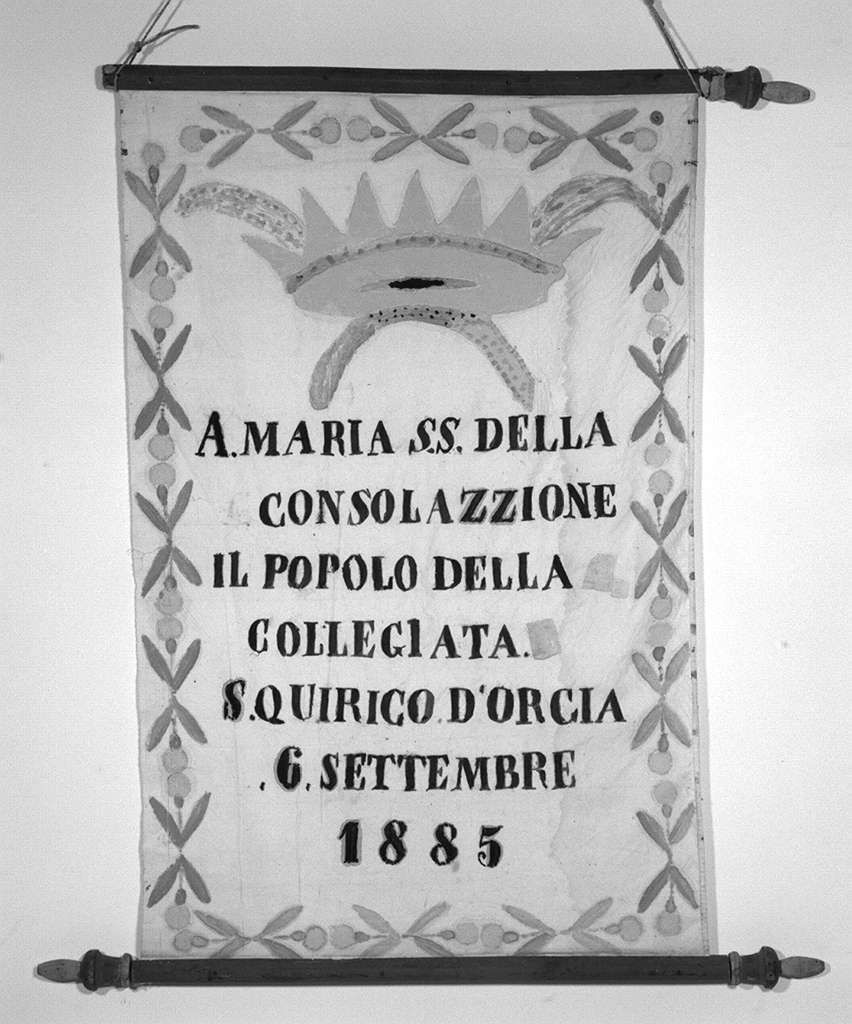 A. MARIA S.S. DELLA
CONSOLAZZIONE
IL POPOLO DELLA
COLLEGIATA.
S. QUIRICO D'ORCIA
.6. SETTEMBRE
1885